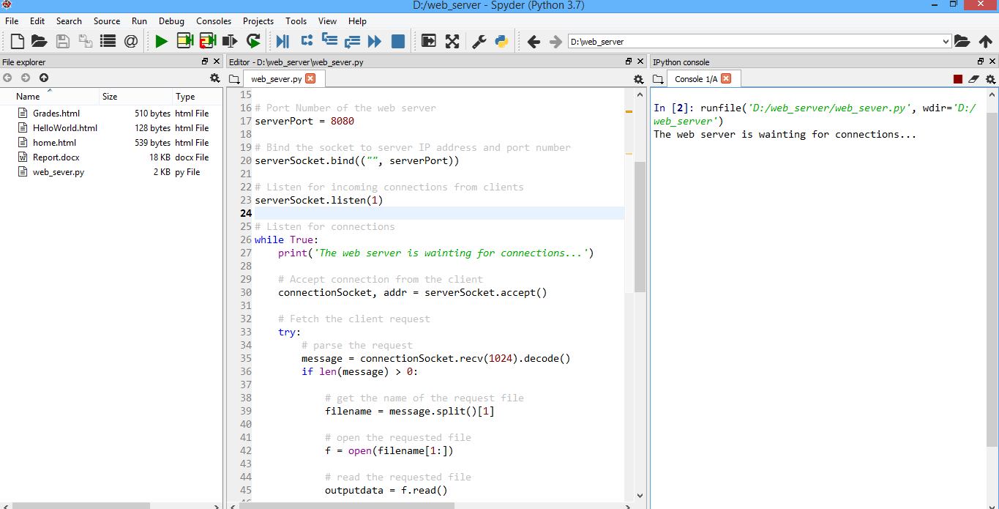 D:/web_server - Spyder (Python 3.7)
File Edit Search Source Run Debug Consoles Projects Tools View Help
D:\web_server
File explorer
Name Size Type
Grades.html 510 bytes html File
HelloWorld.html 128 bytes html File
home.html 539 bytes html File
Report.docx 18 KB docx File
web_sever.py 2 KB py File
Editor - D:\web_server\web_sever.py
web_sever.py
15
16 # Port Number of the web server
17 serverPort = 8080
18
19 # Bind the socket to server IP address and port number
20 serverSocket.bind(("", serverPort))
21
22 # Listen for incoming connections from clients
23 serverSocket.listen(1)
24
25 # Listen for connections
26 while True:
27 print('The web server is wainting for connections...')
28
29 # Accept connection from the client
30 connectionSocket, addr = serverSocket.accept()
31
32 # Fetch the client request
33 try:
34 # parse the request
35 message = connectionSocket.recv(1024).decode()
36 if len(message) > 0:
37
38 # get the name of the request file
39 filename = message.split()[1]
40
41 # open the requested file
42 f = open(filename[1:])
43
44 # read the requested file
45 outputdata = f.read()
IPython console
Console 1/A
In [2]: runfile('D:/web_server/web_sever.py', wdir='D:/
web_server')
The web server is wainting for connections...